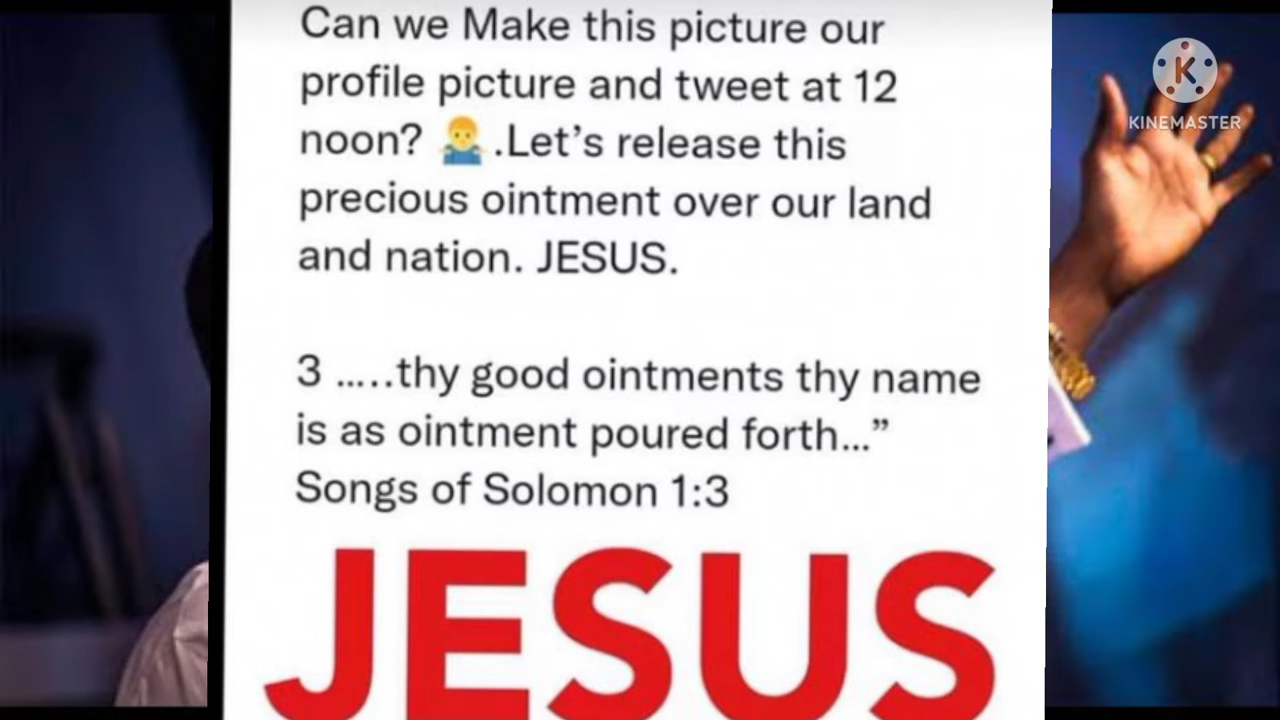 Can we Make this picture our
profile picture and tweet at 12
noon? 🤷‍♂️.Let’s release this
precious ointment over our land
and nation. JESUS.
3 .....thy good ointments thy name
is as ointment poured forth...”
Songs of Solomon 1:3
JESUS
K
KINEMASTER